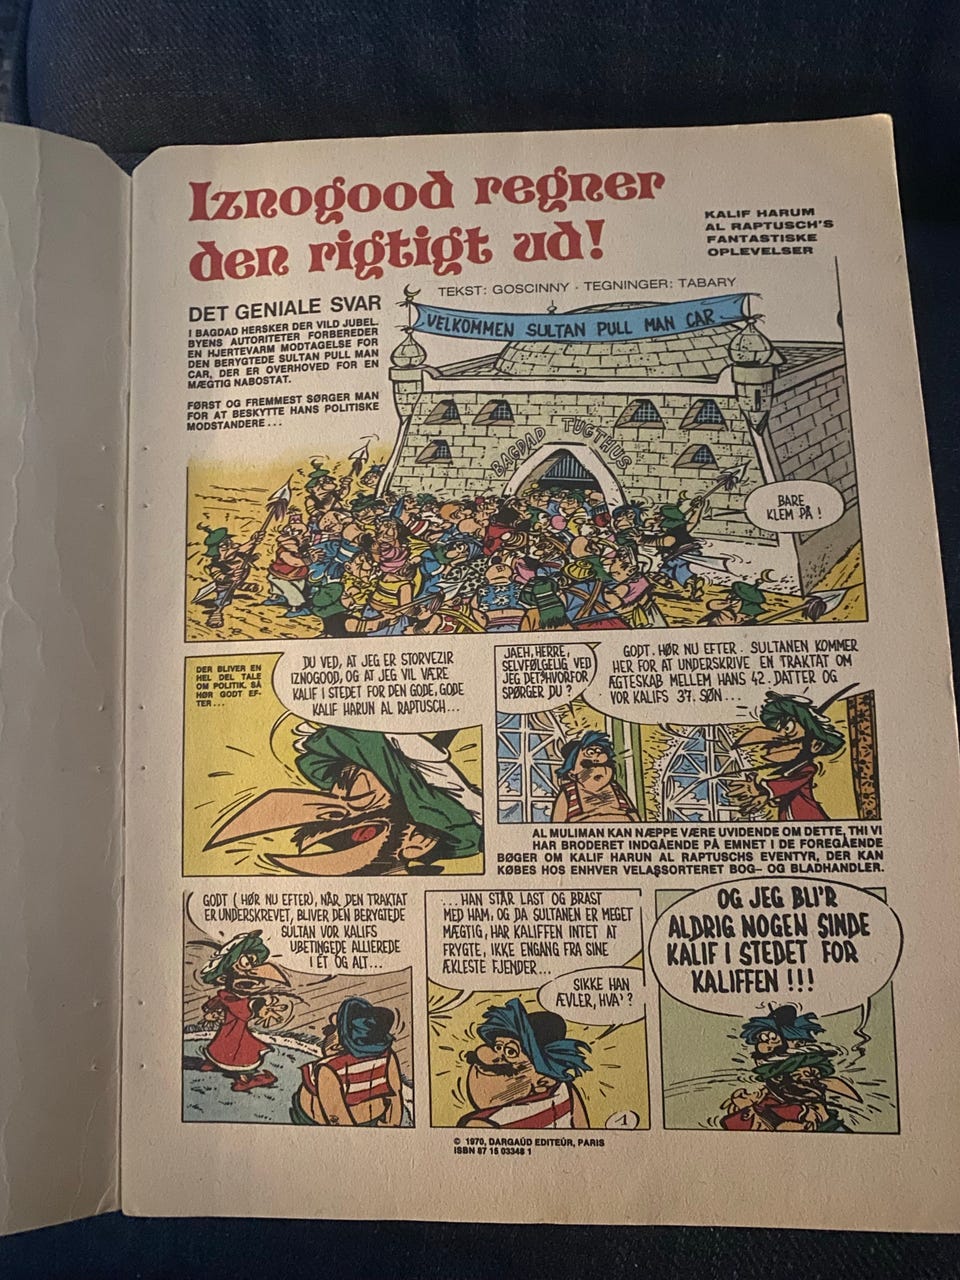 Iznogood regner
den rigtigt ud!
KALIF HARUM
AL RAPTUSCH'S
FANTASTISKE
OPLEVELSER
TEKST: GOSCINNY · TEGNINGER: TABARY
DET GENIALE SVAR
I BAGDAD HERSKER DER VILD JUBEL.
BYENS AUTORITETER FORBEREDER
EN HJERTEVARM MODTAGELSE FOR
DEN BERYGTEDE SULTAN PULL MAN
CAR, DER ER OVERHOVED FOR EN
MÆGTIG NABOSTAT.
FØRST OG FREMMEST SØRGER MAN
FOR AT BESKYTTE HANS POLITISKE
MODSTANDERE...
VELKOMMEN SULTAN PULL MAN CAR
BAGDAD TUGTHUS
BARE
KLEM PÅ!
DER BLIVER EN
HEL DEL TALE
OM POLITIK. SÅ
HØR GODT EF-
TER...
DU VED, AT JEG ER STORVEZIR
IZNOGOOD, OG AT JEG VIL VÆRE
KALIF I STEDET FOR DEN GODE, GODE
KALIF HARUN AL RAPTUSCH...
JAEH, HERRE,
SELVFØLGELIG VED
JEG DET. HVORFOR
SPØRGER DU?
GODT. HØR NU EFTER. SULTANEN KOMMER
HER FOR AT UNDERSKRIVE EN TRAKTAT OM
ÆGTESKAB MELLEM HANS 42. DATTER OG
VOR KALIFS 37. SØN...
AL MULIMAN KAN NÆPPE VÆRE UVIDENDE OM DETTE, THI VI
HAR BRODERET INDGÅENDE PÅ EMNET I DE FOREGÅENDE
BØGER OM KALIF HARUN AL RAPTUSCHS EVENTYR, DER KAN
KØBES HOS ENHVER VELASSORTERET BOG- OG BLADHANDLER.
GODT (HØR NU EFTER), NÅR DEN TRAKTAT
ER UNDERSKREVET, BLIVER DEN BERYGTEDE
SULTAN VOR KALIFS
UBETINGEDE ALLIEREDE
I ÉT OG ALT...
...HAN STÅR LAST OG BRAST
MED HAM, OG DA SULTANEN ER MEGET
MÆGTIG, HAR KALIFFEN INTET AT
FRYGTE, IKKE ENGANG FRA SINE
ÆKLESTE FJENDER...
SIKKE HAN
ÆVLER, HVA'?
OG JEG BLI'R
ALDRIG NOGEN SINDE
KALIF I STEDET FOR
KALIFFEN !!!
1
© 1970, DARGAUD EDITEUR, PARIS
ISBN 87 15 03348 1